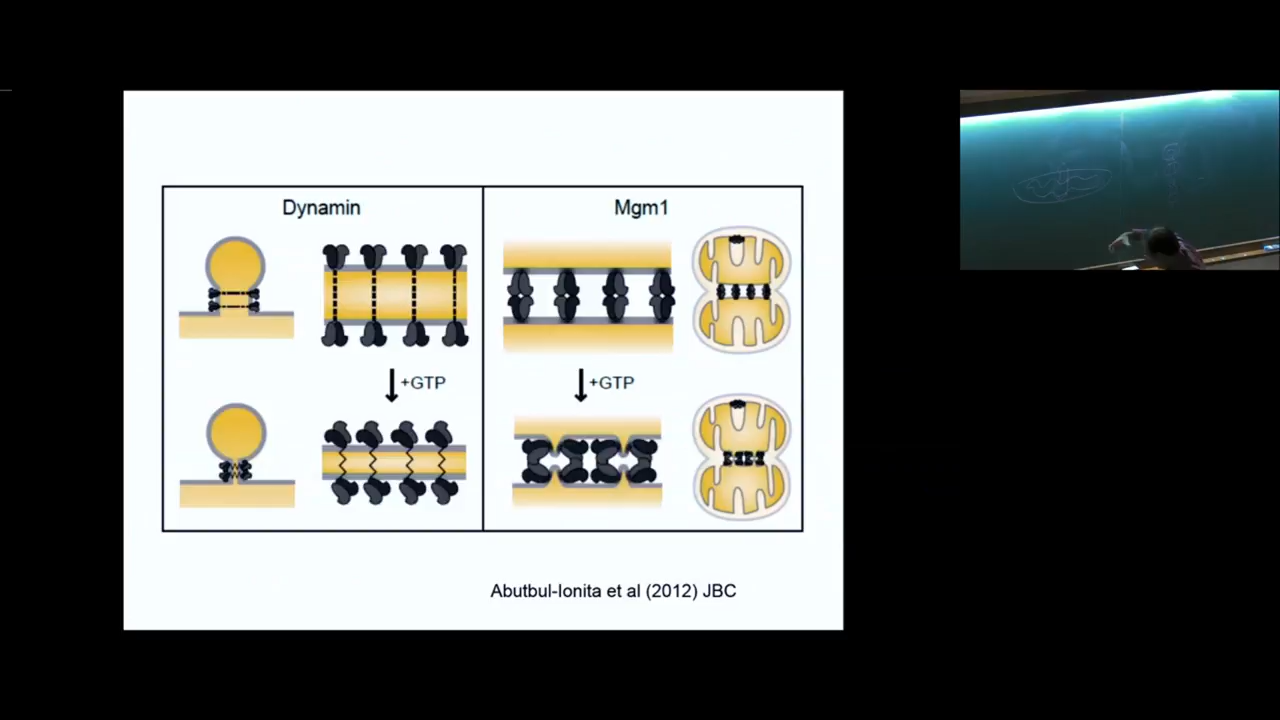 Dynamin
Mgm1
+GTP
+GTP
Abutbul-Ionita et al (2012) JBC